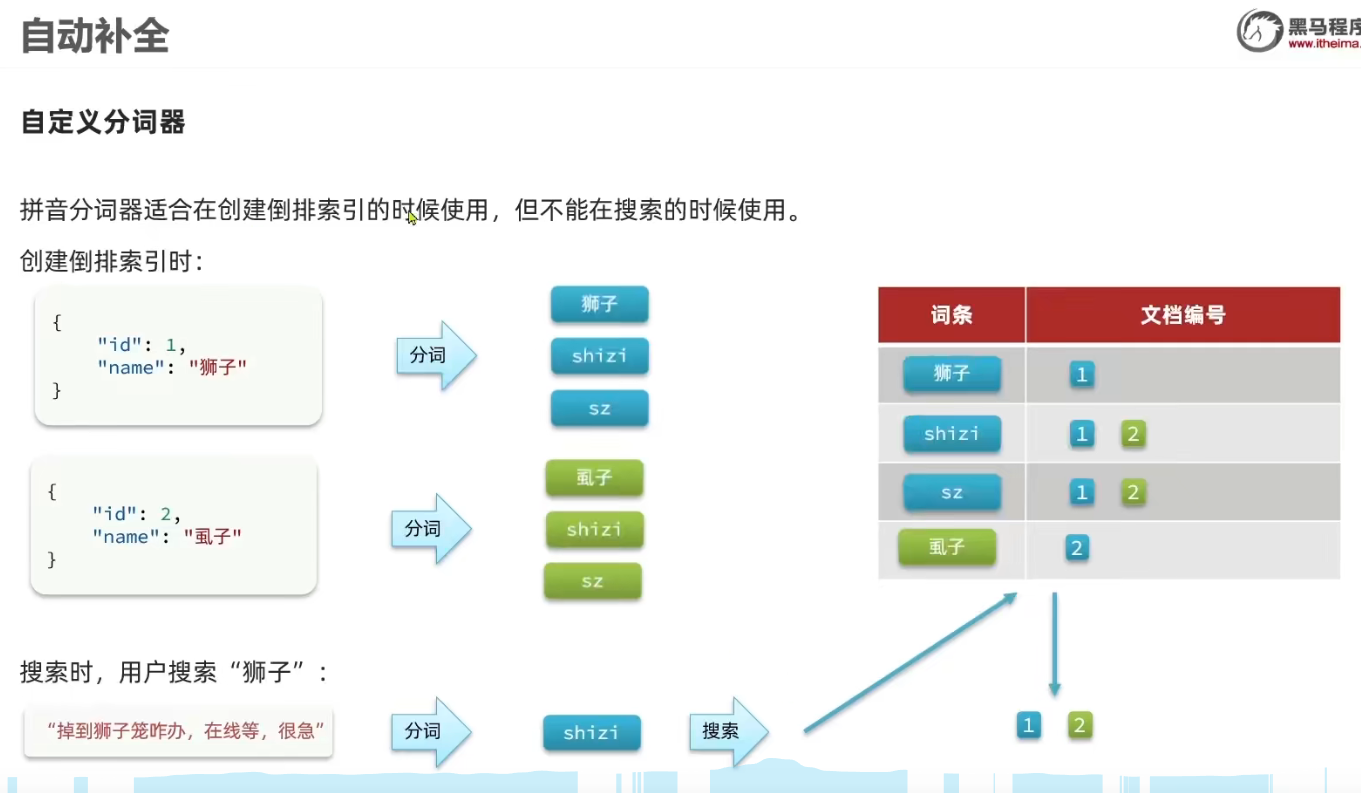 自动补全
黑马程序
www.itheima.
自定义分词器
拼音分词器适合在创建倒排索引的时候使用，但不能在搜索的时候使用。
创建倒排索引时：
{
"id": 1,
"name": "狮子"
}
分词
狮子
shizi
sz
{
"id": 2,
"name": "虱子"
}
分词
虱子
shizi
sz
词条 文档编号
狮子 1
shizi 1 2
sz 1 2
虱子 2
搜索时，用户搜索“狮子”：
“掉到狮子笼咋办，在线等，很急”
分词
shizi
搜索
1 2